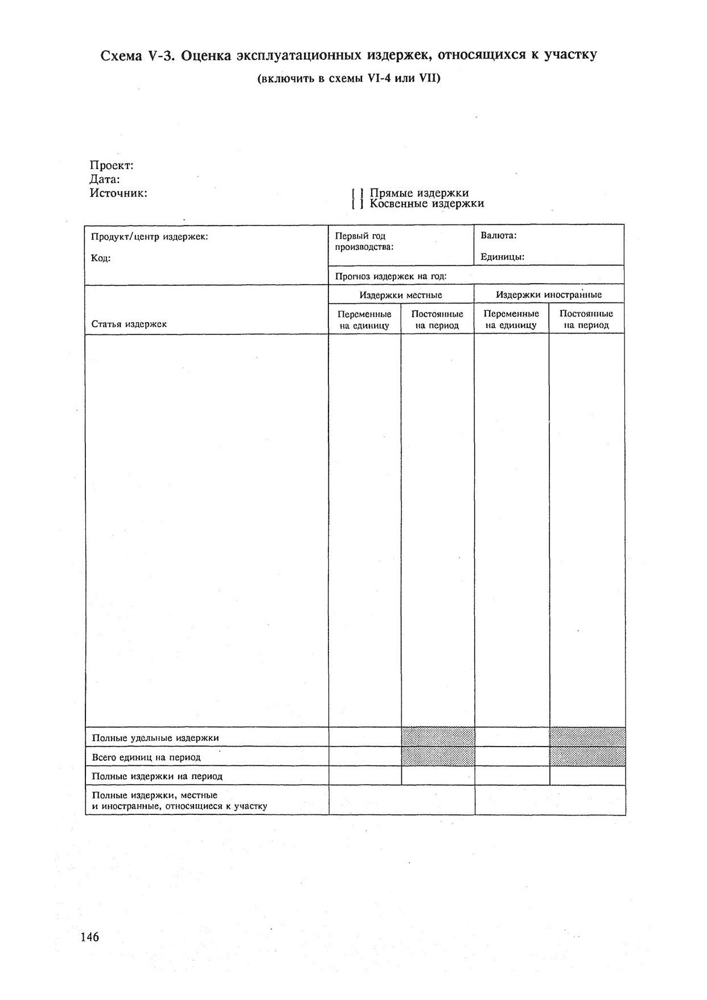 Схема V-3. Оценка эксплуатационных издержек, относящихся к участку
(включить в схемы VI-4 или VII)
Проект:
Дата:
Источник:
[ ] Прямые издержки
[ ] Косвенные издержки
Продукт/центр издержек:
Код:
Первый год
производства:
Валюта:
Единицы:
Прогноз издержек на год:
Статья издержек
Издержки местные
Издержки иностранные
Переменные
на единицу
Постоянные
на период
Переменные
на единицу
Постоянные
на период
Полные удельные издержки
Всего единиц на период
Полные издержки на период
Полные издержки, местные
и иностранные, относящиеся к участку
146